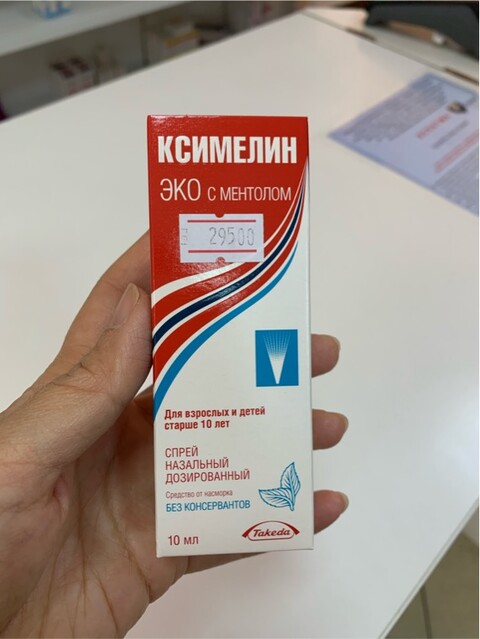 КСИМЕЛИН
ЭКО С МЕНТОЛОМ
29500
Для взрослых и детей
старше 10 лет
СПРЕЙ
НАЗАЛЬНЫЙ
ДОЗИРОВАННЫЙ
Средство от насморка
БЕЗ КОНСЕРВАНТОВ
10 мл
Takeda